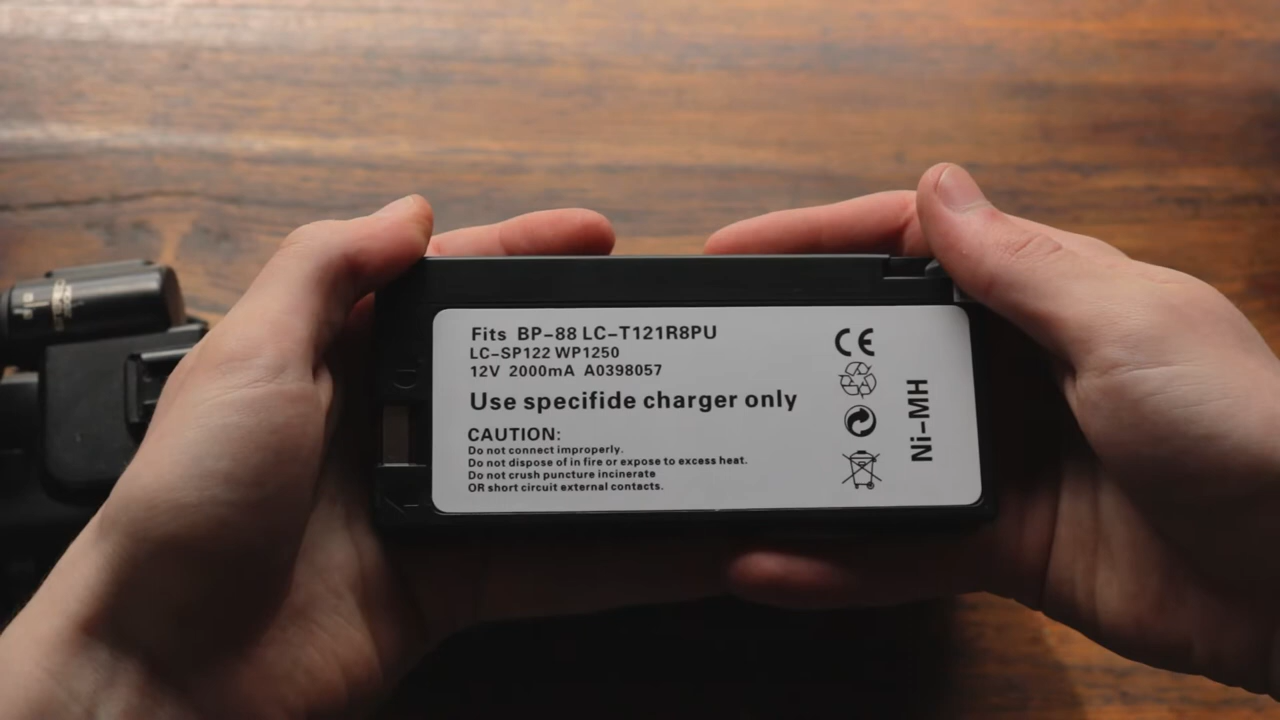 Fits BP-88 LC-T121R8PU
LC-SP122 WP1250
12V 2000mA A0398057
Use specifide charger only
CAUTION:
Do not connect improperly.
Do not dispose of in fire or expose to excess heat.
Do not crush puncture incinerate
OR short circuit external contacts.
CE
Ni-MH